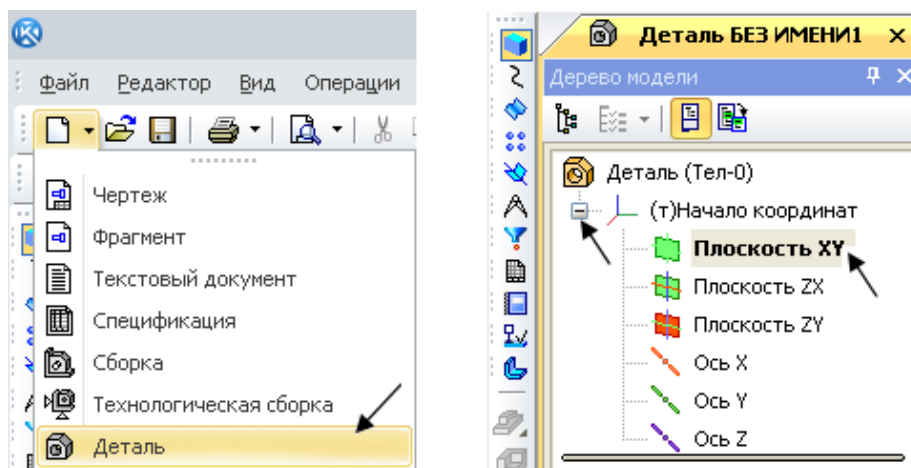 Файл Редактор Вид Операции
Чертеж
Фрагмент
Текстовый документ
Спецификация
Сборка
Технологическая сборка
Деталь
Деталь БЕЗ ИМЕНИ1
Дерево модели
Деталь (Тел-0)
(т)Начало координат
Плоскость XY
Плоскость ZX
Плоскость ZY
Ось X
Ось Y
Ось Z